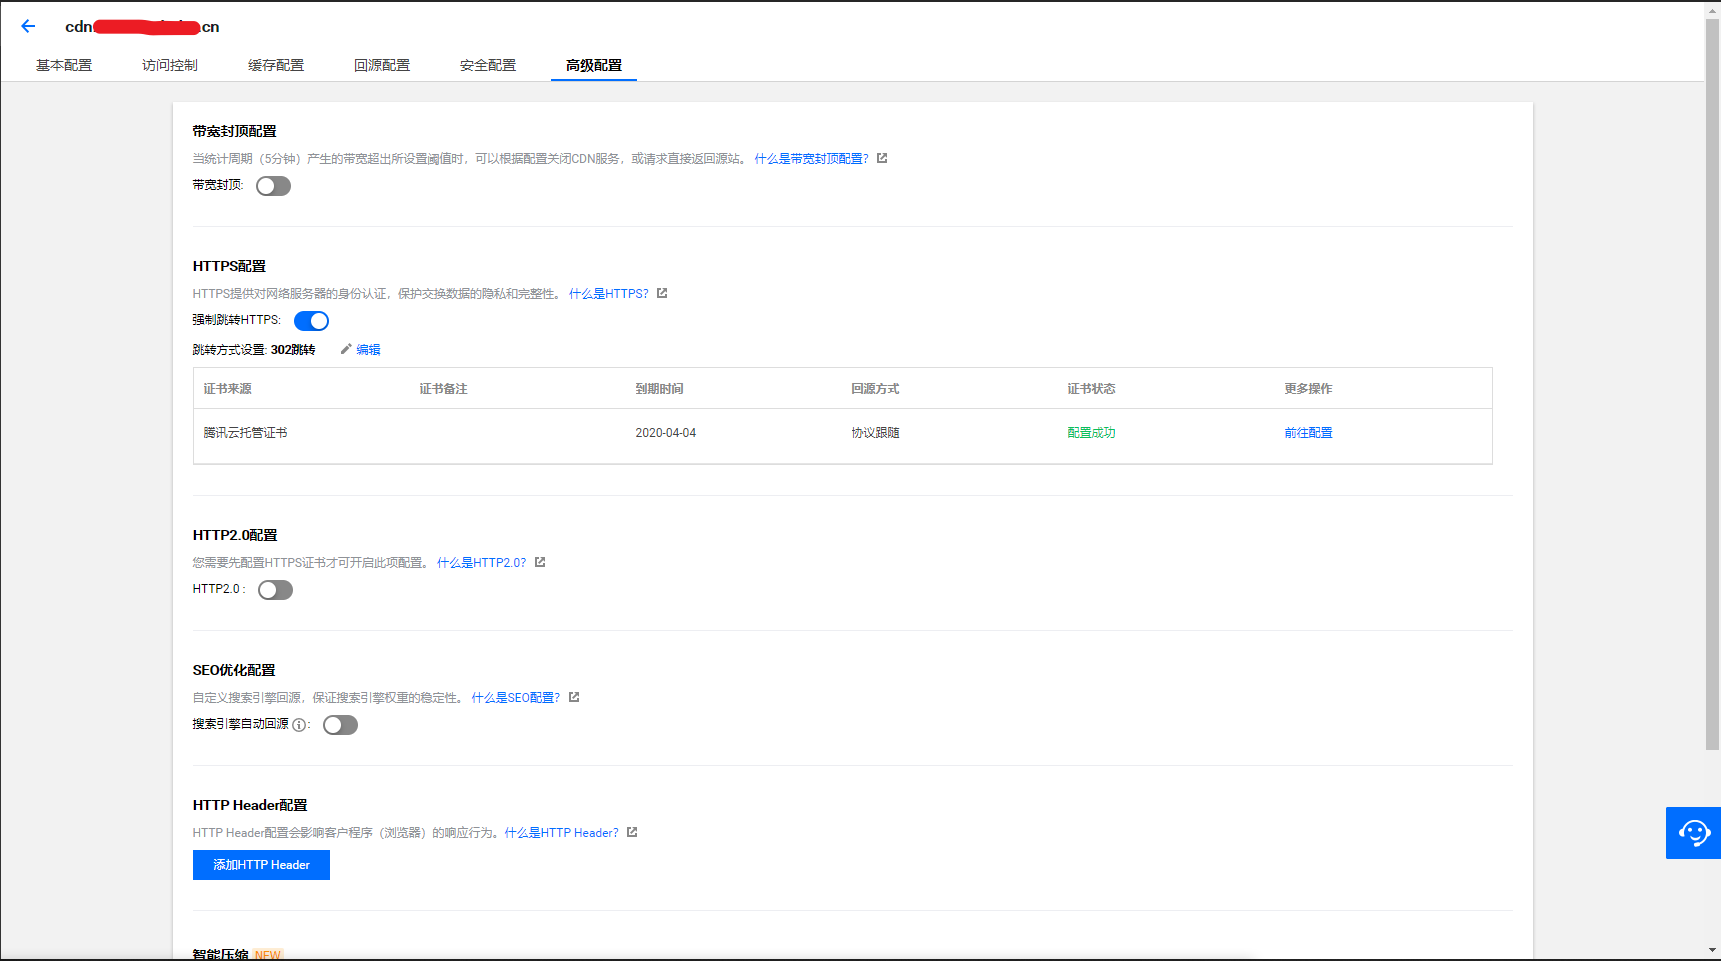 cdn cn
基本配置 访问控制 缓存配置 回源配置 安全配置 高级配置
带宽封顶配置
当统计周期（5分钟）产生的带宽超出所设置阈值时，可以根据配置关闭CDN服务，或请求直接返回源站。 什么是带宽封顶配置?
带宽封顶:
HTTPS配置
HTTPS提供对网络服务器的身份认证，保护交换数据的隐私和完整性。 什么是HTTPS?
强制跳转HTTPS:
跳转方式设置: 302跳转 编辑
证书来源 证书备注 到期时间 回源方式 证书状态 更多操作
腾讯云托管证书 2020-04-04 协议跟随 配置成功 前往配置
HTTP2.0配置
您需要先配置HTTPS证书才可开启此项配置。 什么是HTTP2.0?
HTTP2.0 :
SEO优化配置
自定义搜索引擎回源，保证搜索引擎权重的稳定性。 什么是SEO配置?
搜索引擎自动回源 :
HTTP Header配置
HTTP Header配置会影响客户程序（浏览器）的响应行为。 什么是HTTP Header?
添加HTTP Header
智能压缩 NEW